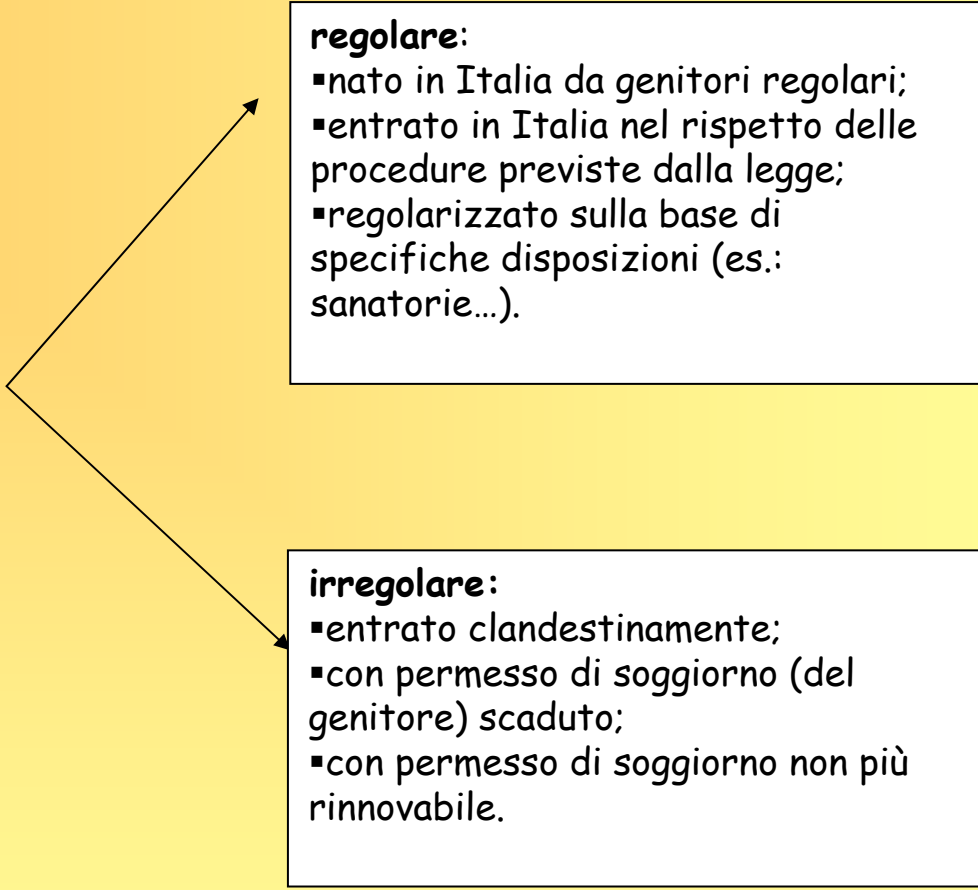 regolare:
▪nato in Italia da genitori regolari;
▪entrato in Italia nel rispetto delle
procedure previste dalla legge;
▪regolarizzato sulla base di
specifiche disposizioni (es.:
sanatorie…).
irregolare:
▪entrato clandestinamente;
▪con permesso di soggiorno (del
genitore) scaduto;
▪con permesso di soggiorno non più
rinnovabile.